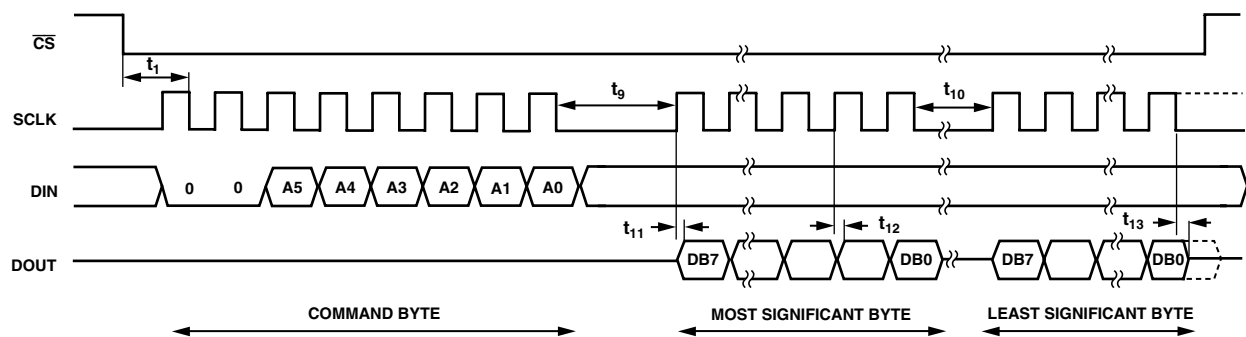 CS
t1
t9
t10
SCLK
DIN
0 0 A5 A4 A3 A2 A1 A0
t11
t12
t13
DOUT
DB7 DB0 DB7 DB0
COMMAND BYTE
MOST SIGNIFICANT BYTE
LEAST SIGNIFICANT BYTE